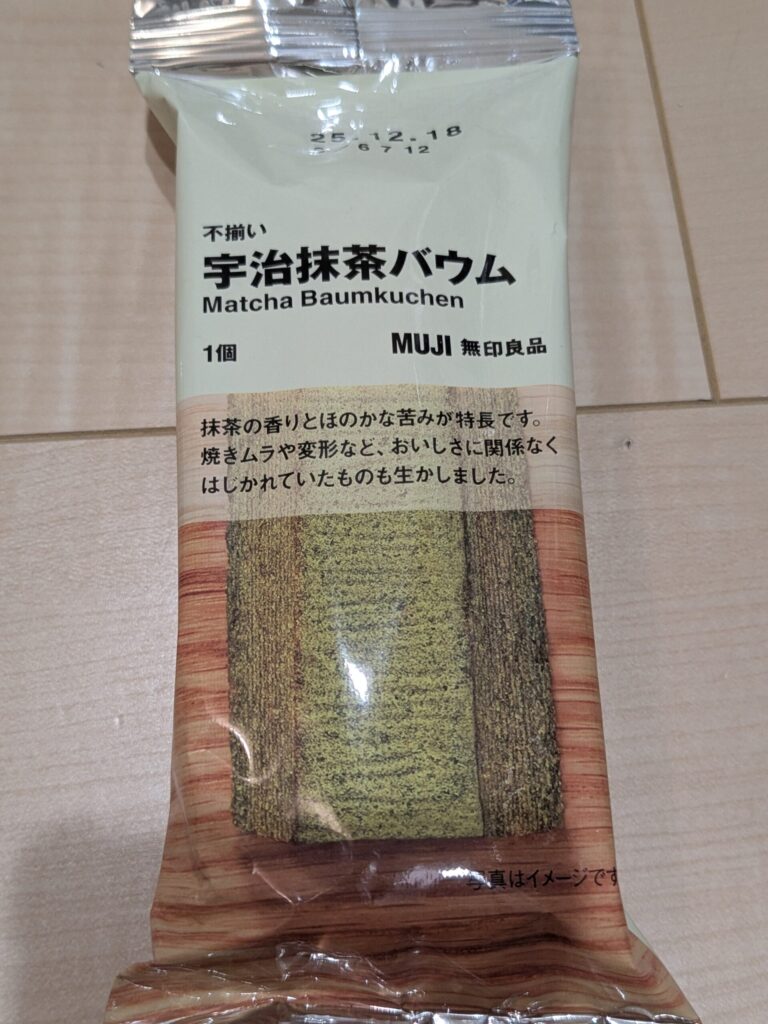 25.12.18
6 7 12
不揃い
宇治抹茶バウム
Matcha Baumkuchen
1個
MUJI 無印良品
抹茶の香りとほのかな苦みが特長です。
焼きムラや変形など、おいしさに関係なく
はじかれていたものも生かしました。
写真はイメージです